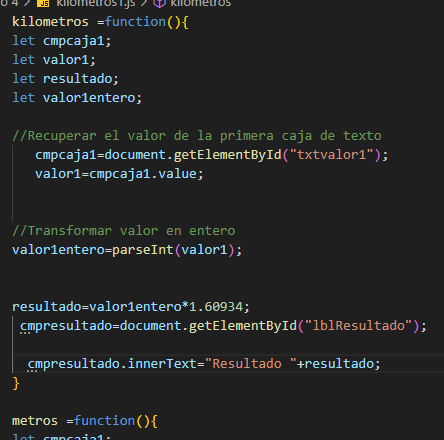 o 4 > JS kilometros1.js > kilometros
kilometros =function(){
let cmpcaja1;
let valor1;
let resultado;
let valor1entero;
//Recuperar el valor de la primera caja de texto
cmpcaja1=document.getElementById("txtvalor1");
valor1=cmpcaja1.value;
//Transformar valor en entero
valor1entero=parseInt(valor1);
resultado=valor1entero*1.60934;
cmpresultado=document.getElementById("lblResultado");
cmpresultado.innerText="Resultado "+resultado;
}
metros =function(){
let cmpcaja1;